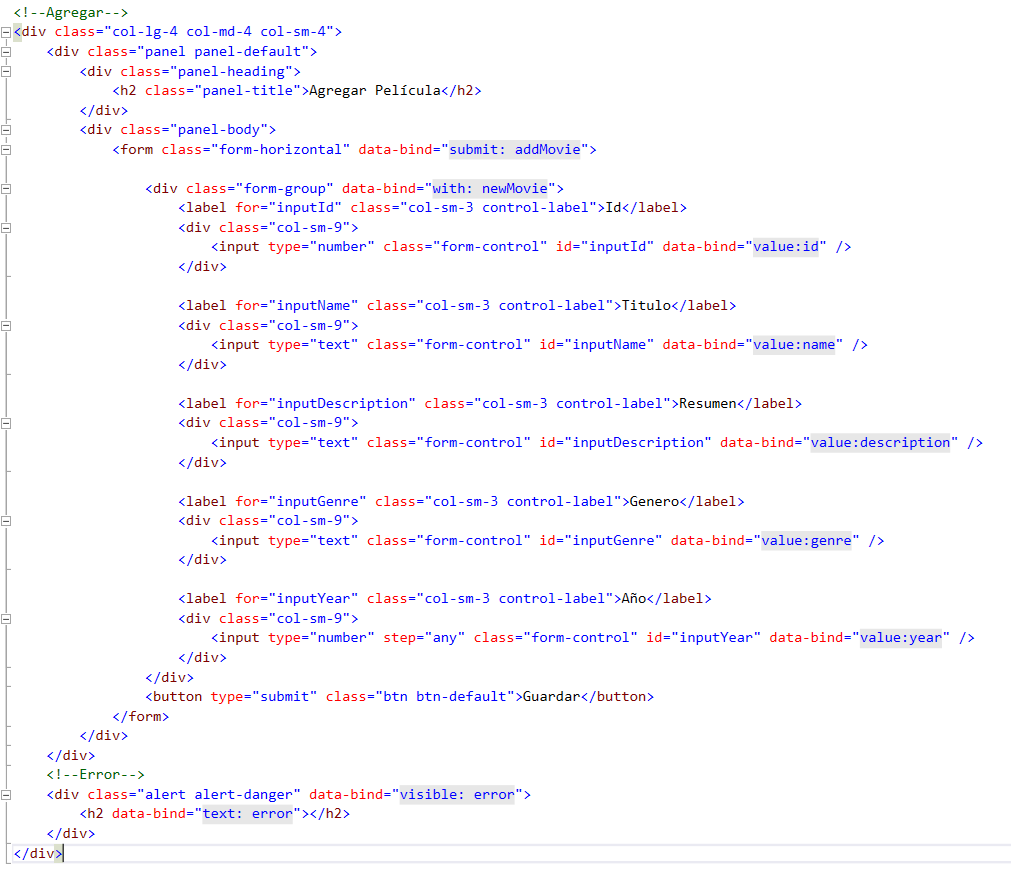 <!--Agregar-->
<div class="col-lg-4 col-md-4 col-sm-4">
    <div class="panel panel-default">
        <div class="panel-heading">
            <h2 class="panel-title">Agregar Película</h2>
        </div>
        <div class="panel-body">
            <form class="form-horizontal" data-bind="submit: addMovie">

                <div class="form-group" data-bind="with: newMovie">
                    <label for="inputId" class="col-sm-3 control-label">Id</label>
                    <div class="col-sm-9">
                        <input type="number" class="form-control" id="inputId" data-bind="value:id" />
                    </div>

                    <label for="inputName" class="col-sm-3 control-label">Titulo</label>
                    <div class="col-sm-9">
                        <input type="text" class="form-control" id="inputName" data-bind="value:name" />
                    </div>

                    <label for="inputDescription" class="col-sm-3 control-label">Resumen</label>
                    <div class="col-sm-9">
                        <input type="text" class="form-control" id="inputDescription" data-bind="value:description" />
                    </div>

                    <label for="inputGenre" class="col-sm-3 control-label">Genero</label>
                    <div class="col-sm-9">
                        <input type="text" class="form-control" id="inputGenre" data-bind="value:genre" />
                    </div>

                    <label for="inputYear" class="col-sm-3 control-label">Año</label>
                    <div class="col-sm-9">
                        <input type="number" step="any" class="form-control" id="inputYear" data-bind="value:year" />
                    </div>
                </div>
                <button type="submit" class="btn btn-default">Guardar</button>
            </form>
        </div>
    </div>
    <!--Error-->
    <div class="alert alert-danger" data-bind="visible: error">
        <h2 data-bind="text: error"></h2>
    </div>
</div>